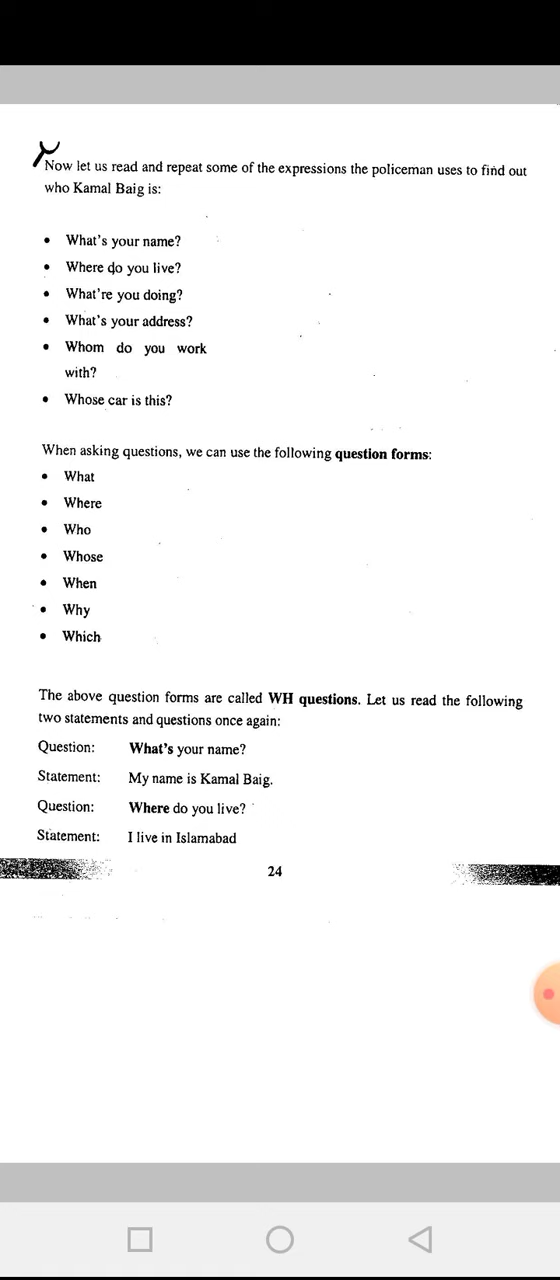 Now let us read and repeat some of the expressions the policeman uses to find out
who Kamal Baig is:
• What's your name?
• Where do you live?
• What're you doing?
• What's your address?
• Whom do you work
with?
• Whose car is this?
When asking questions, we can use the following question forms:
• What
• Where
• Who
• Whose
• When
• Why
• Which
The above question forms are called WH questions. Let us read the following
two statements and questions once again:
Question: What's your name?
Statement: My name is Kamal Baig.
Question: Where do you live?
Statement: I live in Islamabad
24